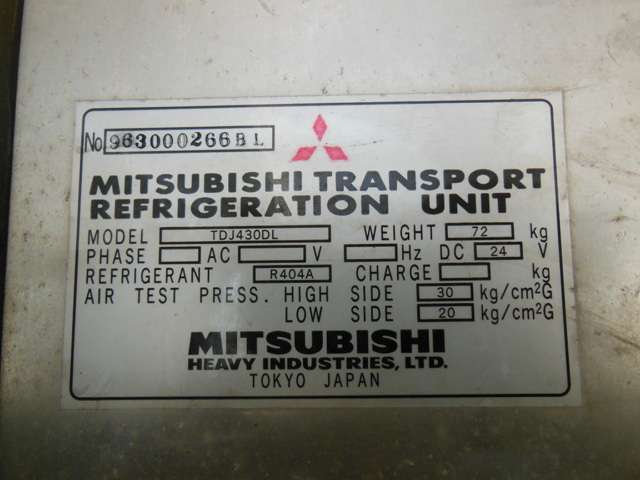 No 963000266BL
MITSUBISHI TRANSPORT
REFRIGERATION UNIT
MODEL TDJ430DL WEIGHT 72 kg
PHASE AC V Hz DC 24 V
REFRIGERANT R404A CHARGE kg
AIR TEST PRESS. HIGH SIDE 30 kg/cm²G
LOW SIDE 20 kg/cm²G
MITSUBISHI
HEAVY INDUSTRIES, LTD.
TOKYO JAPAN